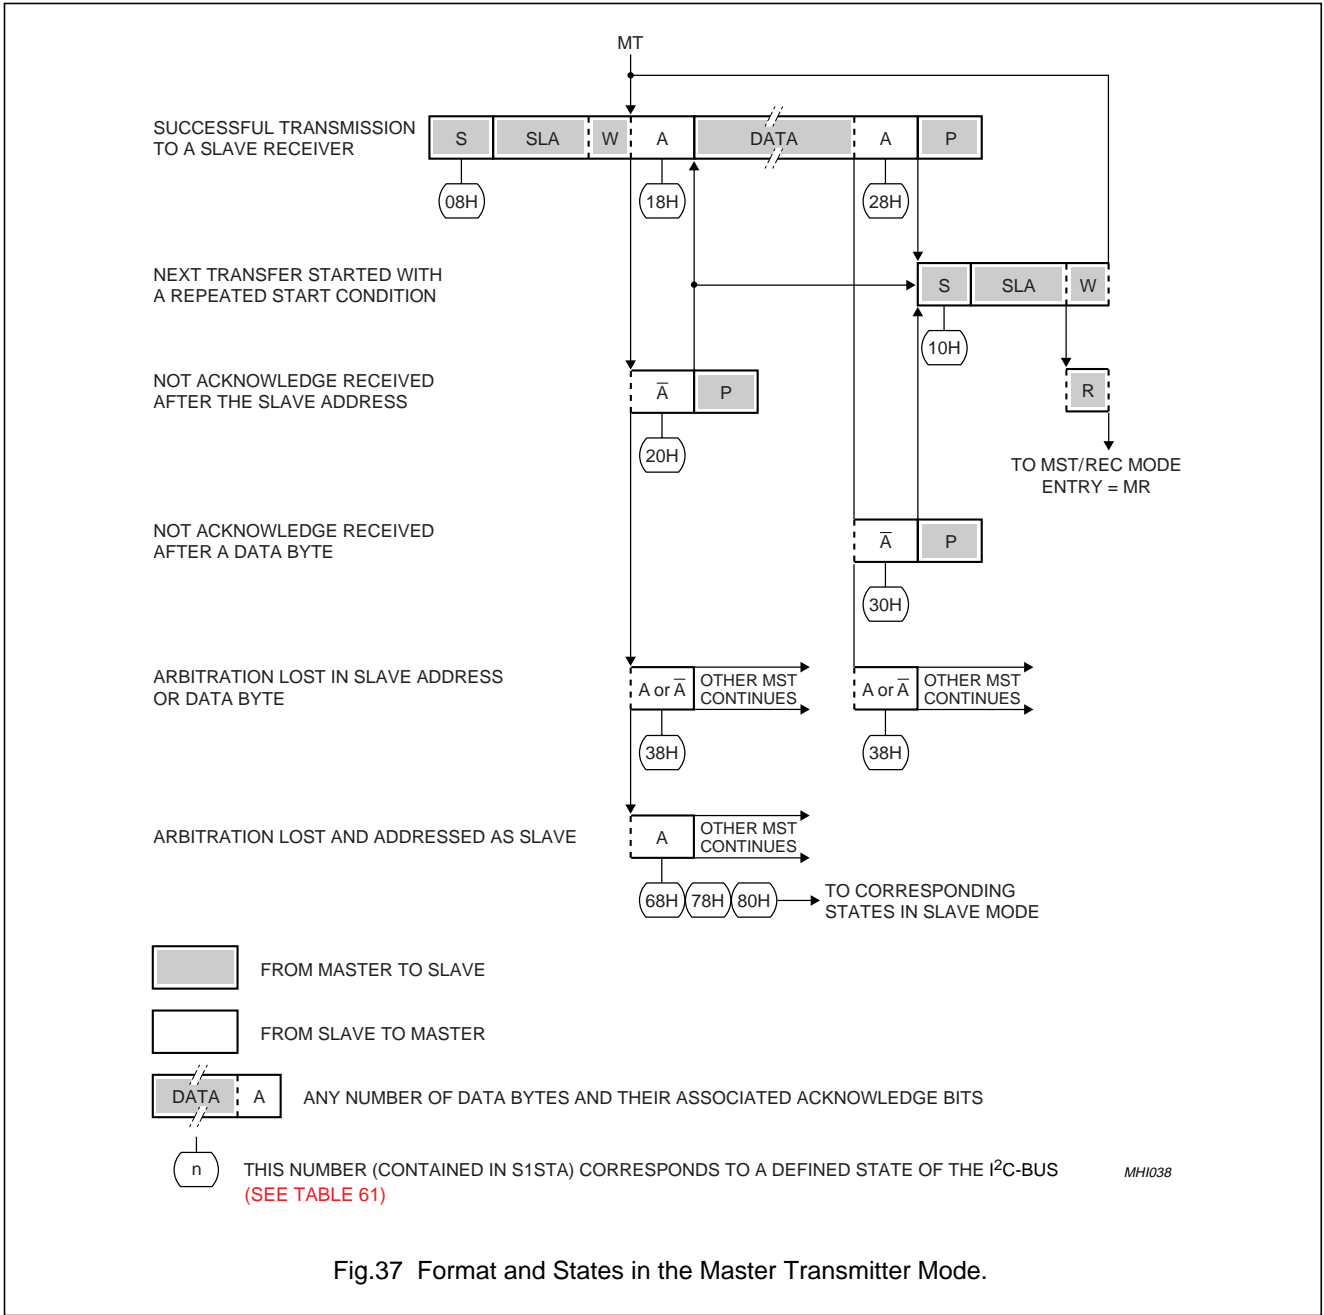 MT
SUCCESSFUL TRANSMISSION
TO A SLAVE RECEIVER
S SLA W A DATA A P
08H 18H 28H
NEXT TRANSFER STARTED WITH
A REPEATED START CONDITION
S SLA W
10H
NOT ACKNOWLEDGE RECEIVED
AFTER THE SLAVE ADDRESS
A̅ P
R
20H
TO MST/REC MODE
ENTRY = MR
NOT ACKNOWLEDGE RECEIVED
AFTER A DATA BYTE
A̅ P
30H
ARBITRATION LOST IN SLAVE ADDRESS
OR DATA BYTE
A or A̅ OTHER MST
CONTINUES
A or A̅ OTHER MST
CONTINUES
38H 38H
ARBITRATION LOST AND ADDRESSED AS SLAVE
A OTHER MST
CONTINUES
68H 78H 80H
TO CORRESPONDING
STATES IN SLAVE MODE
FROM MASTER TO SLAVE
FROM SLAVE TO MASTER
DATA A ANY NUMBER OF DATA BYTES AND THEIR ASSOCIATED ACKNOWLEDGE BITS
n THIS NUMBER (CONTAINED IN S1STA) CORRESPONDS TO A DEFINED STATE OF THE I²C-BUS MHI038
(SEE TABLE 61)
Fig.37 Format and States in the Master Transmitter Mode.